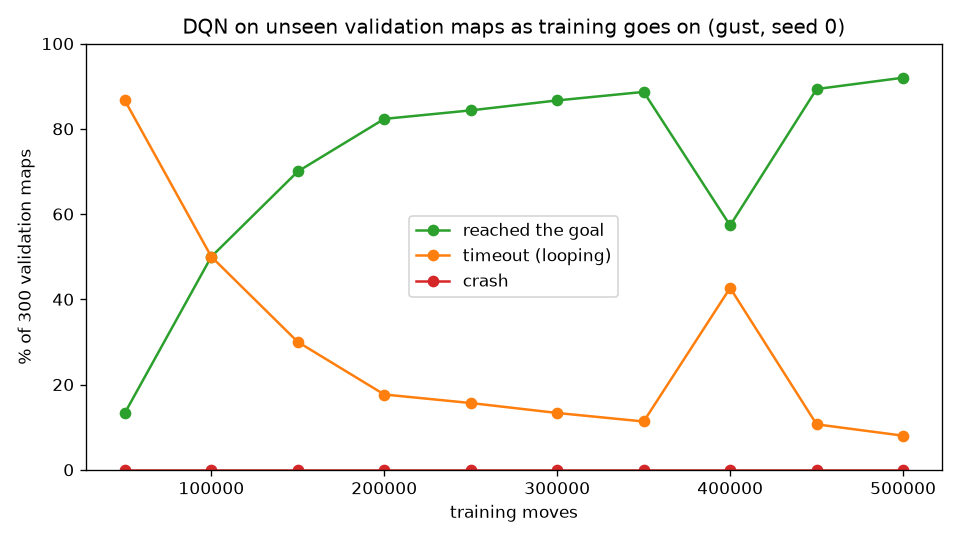 DQN on unseen validation maps as training goes on (gust, seed 0)
100
80
60
40
20
0
% of 300 validation maps
reached the goal
timeout (looping)
crash
100000 200000 300000 400000 500000
training moves